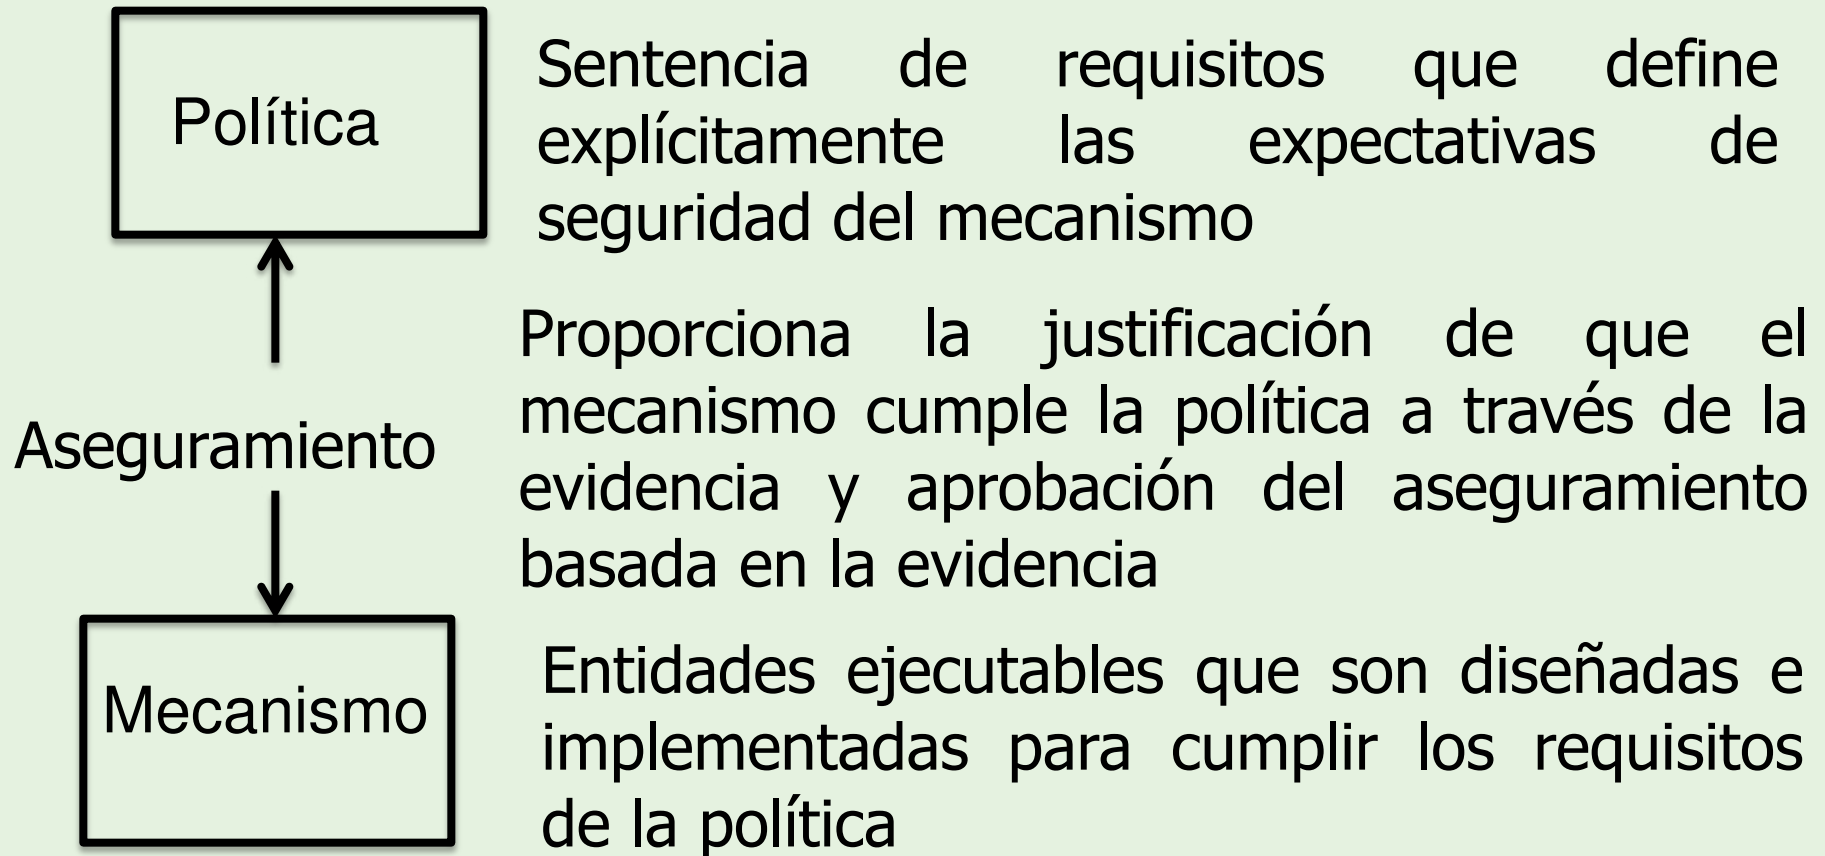 Política
Sentencia de requisitos que define
explícitamente las expectativas de
seguridad del mecanismo
Aseguramiento
Proporciona la justificación de que el
mecanismo cumple la política a través de la
evidencia y aprobación del aseguramiento
basada en la evidencia
Mecanismo
Entidades ejecutables que son diseñadas e
implementadas para cumplir los requisitos
de la política